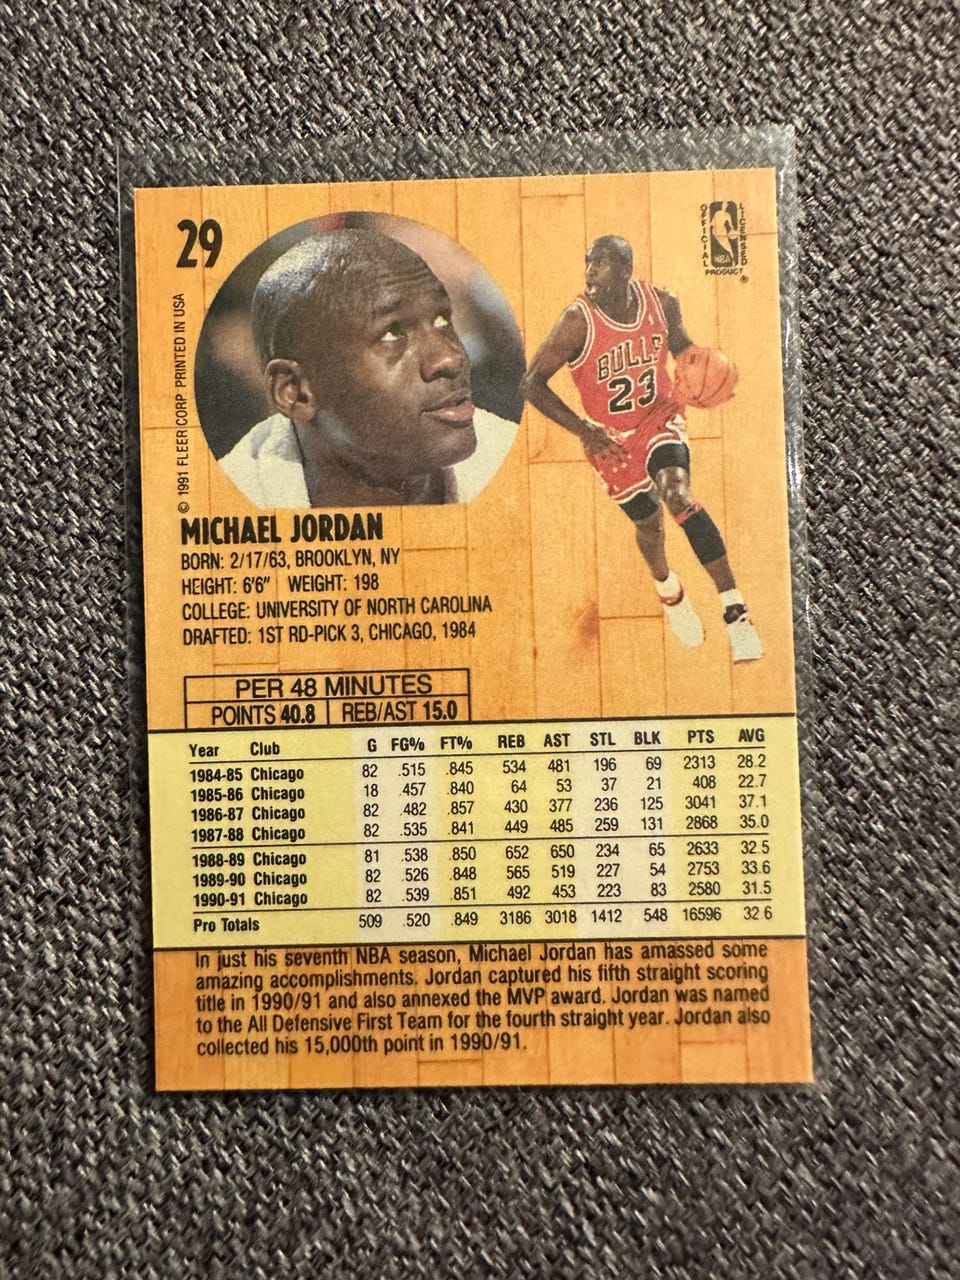 29
OFFICIAL LICENSED
NBA
PRODUCT
®
© 1991 FLEER CORP. PRINTED IN USA
BULLS
23
MICHAEL JORDAN
BORN: 2/17/63, BROOKLYN, NY
HEIGHT: 6'6" WEIGHT: 198
COLLEGE: UNIVERSITY OF NORTH CAROLINA
DRAFTED: 1ST RD-PICK 3, CHICAGO, 1984
PER 48 MINUTES
POINTS 40.8 REB/AST 15.0
Year Club G FG% FT% REB AST STL BLK PTS AVG
1984-85 Chicago 82 .515 .845 534 481 196 69 2313 28.2
1985-86 Chicago 18 .457 .840 64 53 37 21 408 22.7
1986-87 Chicago 82 .482 .857 430 377 236 125 3041 37.1
1987-88 Chicago 82 .535 .841 449 485 259 131 2868 35.0
1988-89 Chicago 81 .538 .850 652 650 234 65 2633 32.5
1989-90 Chicago 82 .526 .848 565 519 227 54 2753 33.6
1990-91 Chicago 82 .539 .851 492 453 223 83 2580 31.5
Pro Totals 509 .520 .849 3186 3018 1412 548 16596 32 6
In just his seventh NBA season, Michael Jordan has amassed some
amazing accomplishments. Jordan captured his fifth straight scoring
title in 1990/91 and also annexed the MVP award. Jordan was named
to the All Defensive First Team for the fourth straight year. Jordan also
collected his 15,000th point in 1990/91.